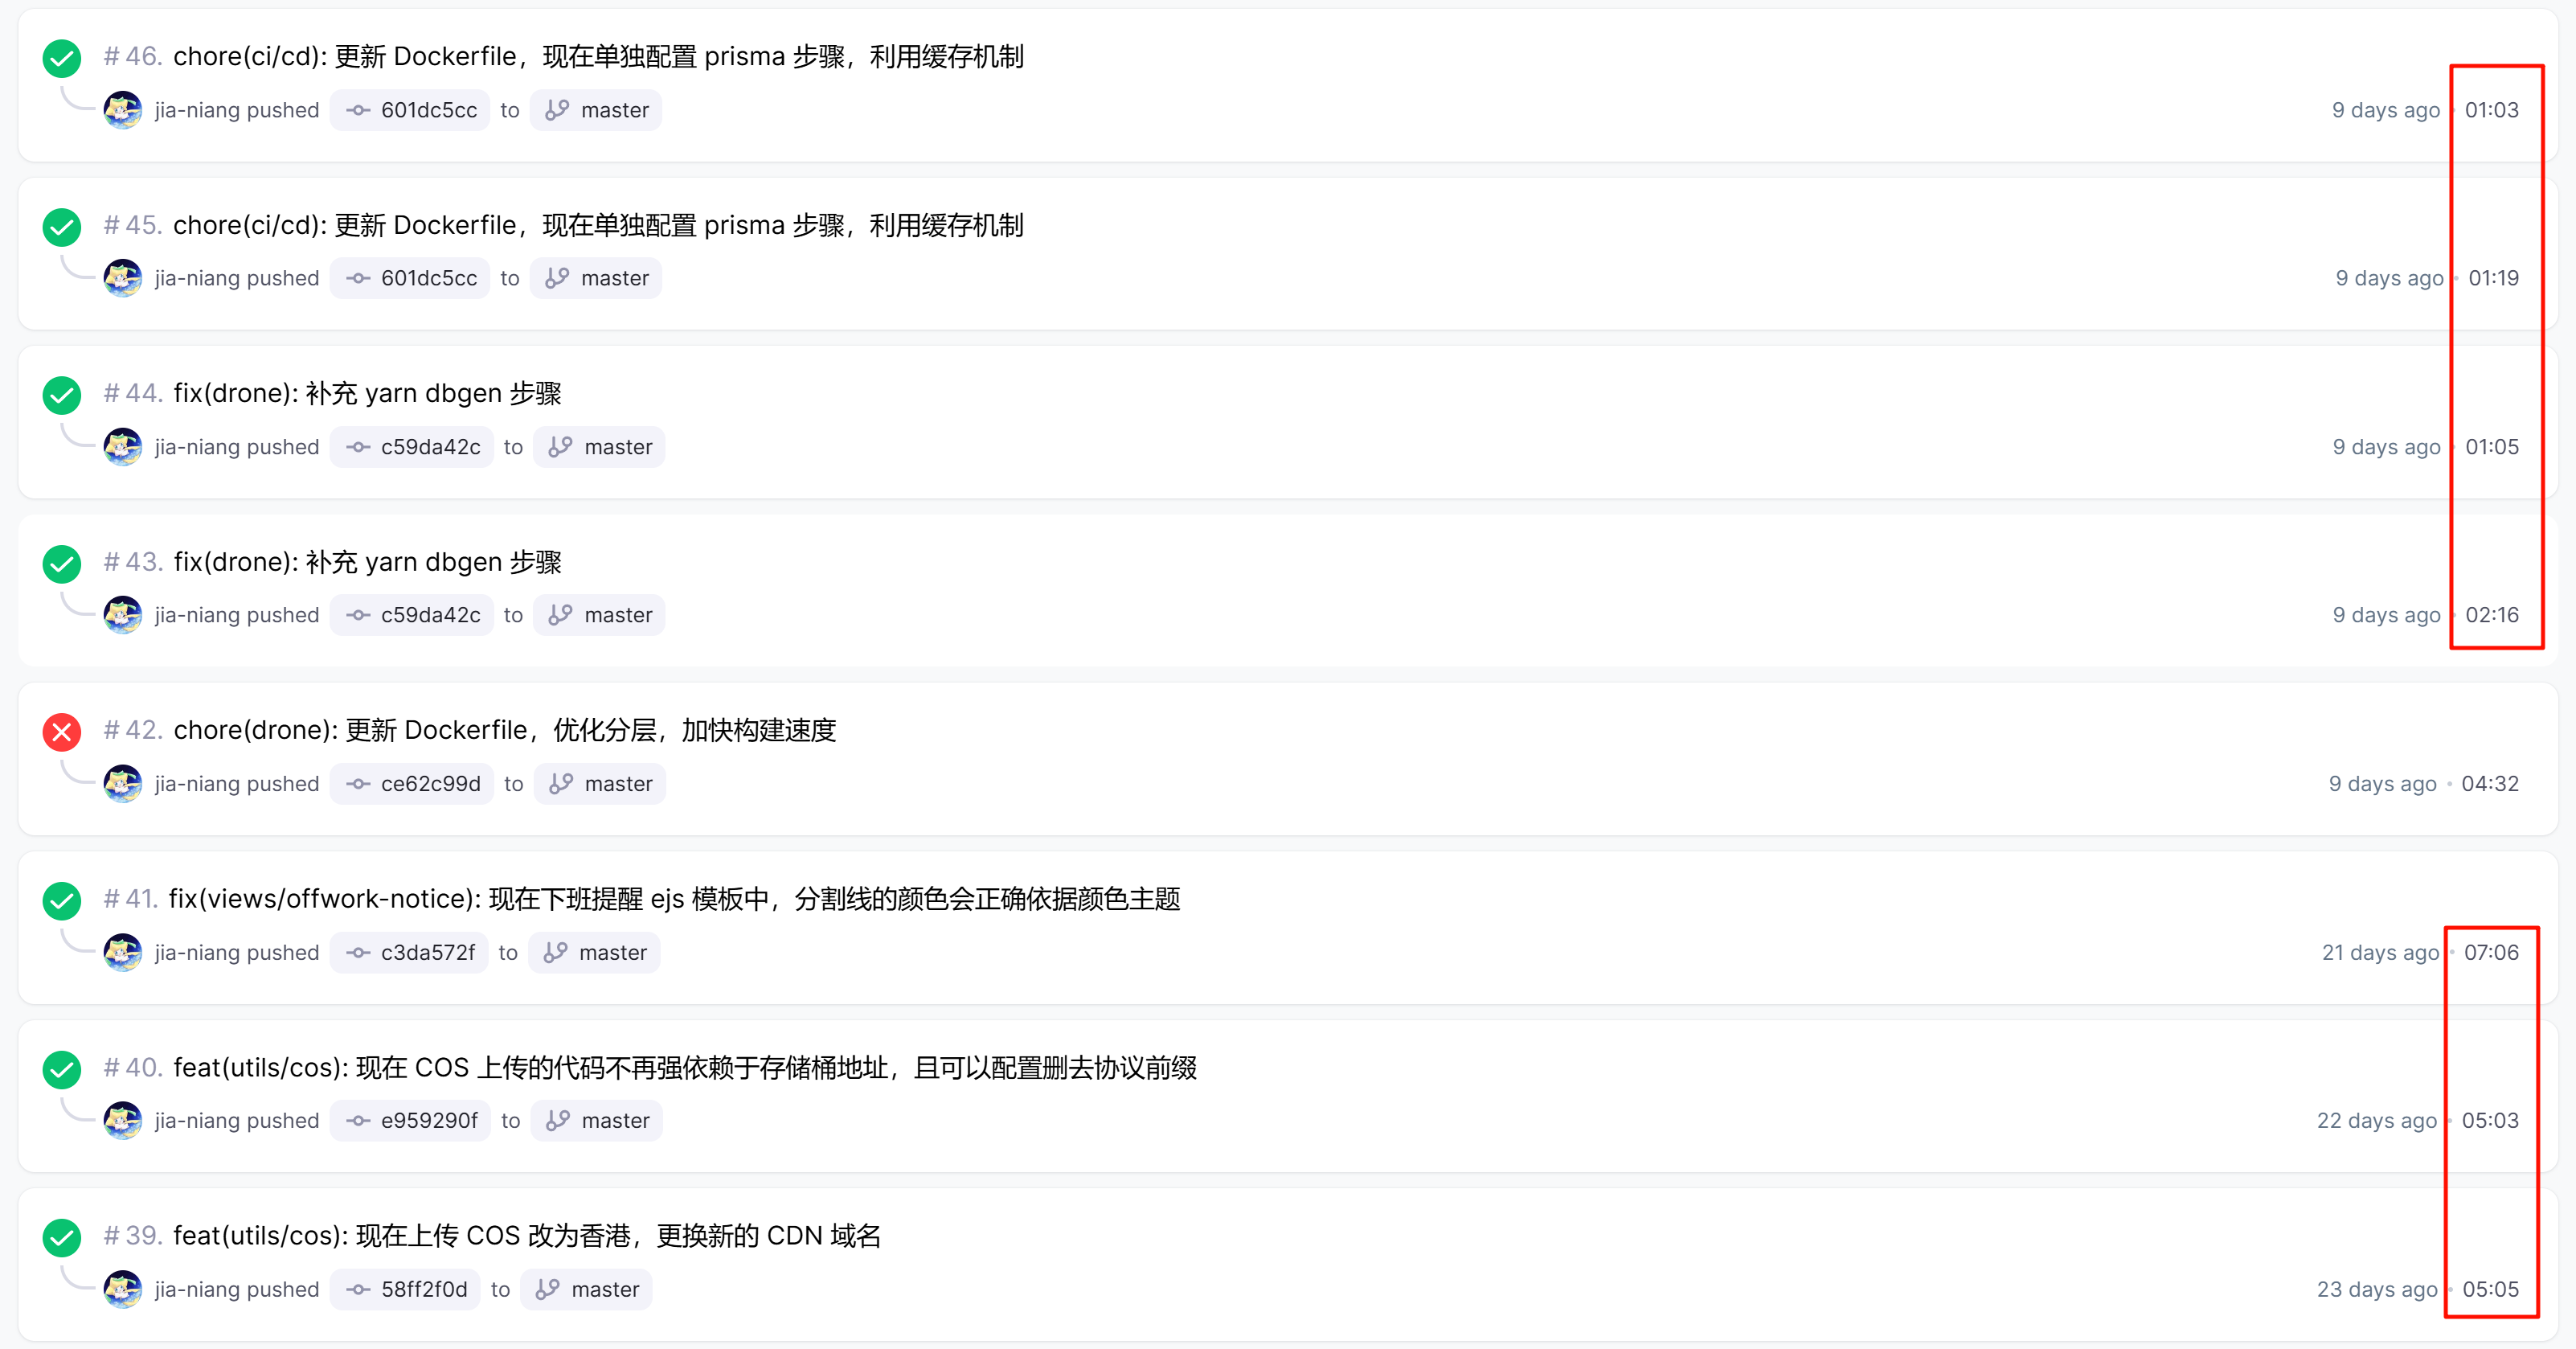 #46. chore(ci/cd): 更新 Dockerfile，现在单独配置 prisma 步骤，利用缓存机制
jia-niang pushed 601dc5cc to master 9 days ago • 01:03
#45. chore(ci/cd): 更新 Dockerfile，现在单独配置 prisma 步骤，利用缓存机制
jia-niang pushed 601dc5cc to master 9 days ago • 01:19
#44. fix(drone): 补充 yarn dbgen 步骤
jia-niang pushed c59da42c to master 9 days ago • 01:05
#43. fix(drone): 补充 yarn dbgen 步骤
jia-niang pushed c59da42c to master 9 days ago • 02:16
#42. chore(drone): 更新 Dockerfile，优化分层，加快构建速度
jia-niang pushed ce62c99d to master 9 days ago • 04:32
#41. fix(views/offwork-notice): 现在下班提醒 ejs 模板中，分割线的颜色会正确依据颜色主题
jia-niang pushed c3da572f to master 21 days ago • 07:06
#40. feat(utils/cos): 现在 COS 上传的代码不再强依赖于存储桶地址，且可以配置删去协议前缀
jia-niang pushed e959290f to master 22 days ago • 05:03
#39. feat(utils/cos): 现在上传 COS 改为香港，更换新的 CDN 域名
jia-niang pushed 58ff2f0d to master 23 days ago • 05:05